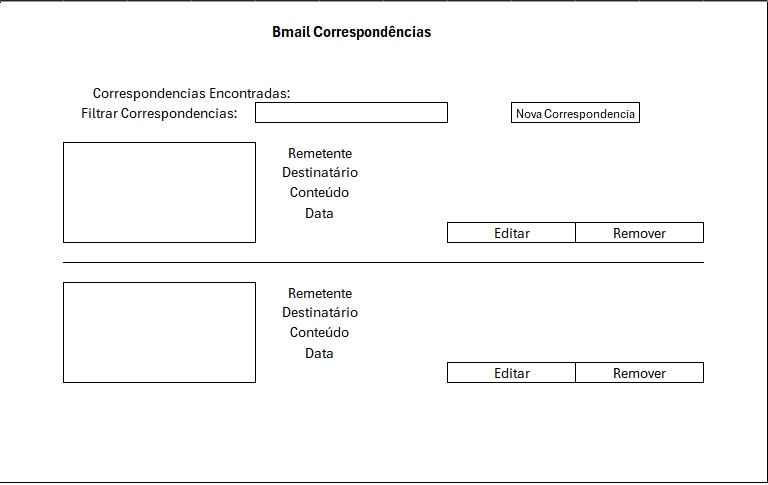 Bmail Correspondências
Correspondencias Encontradas:
Filtrar Correspondencias:
Nova Correspondencia
Remetente
Destinatário
Conteúdo
Data
Editar
Remover
Remetente
Destinatário
Conteúdo
Data
Editar
Remover